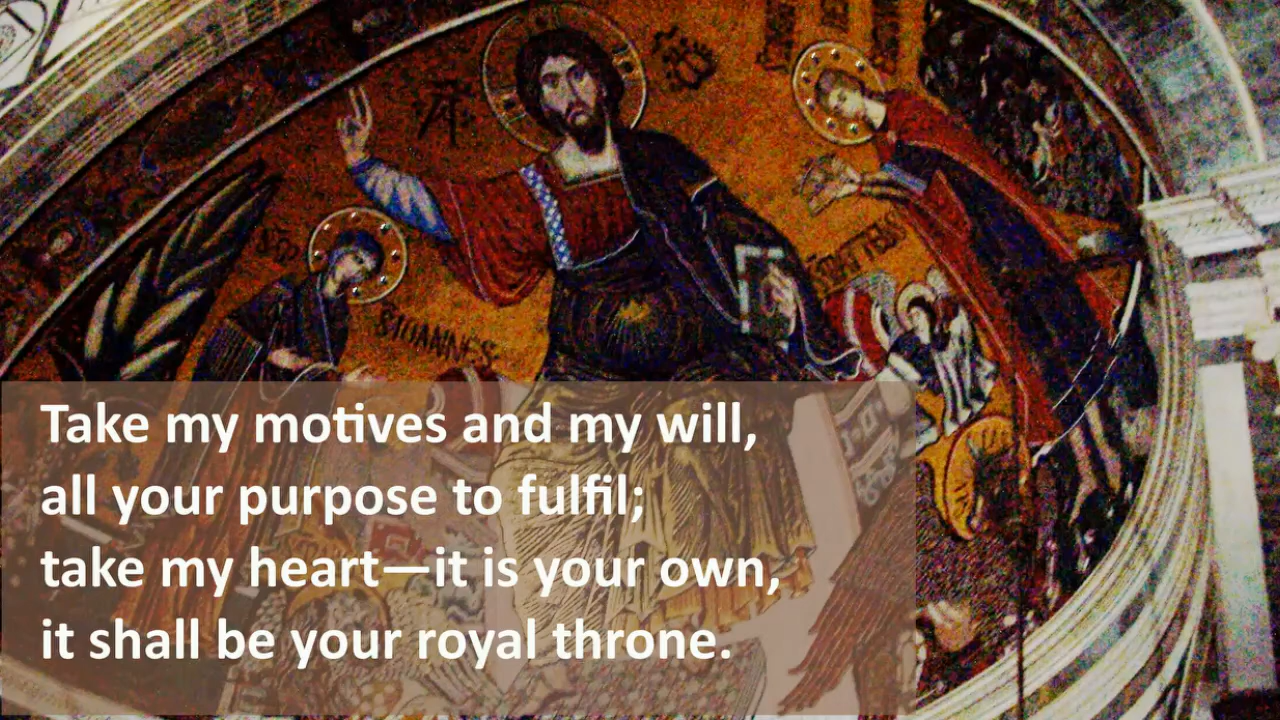 S IOANNES
Take my motives and my will,
all your purpose to fulfil;
take my heart—it is your own,
it shall be your royal throne.